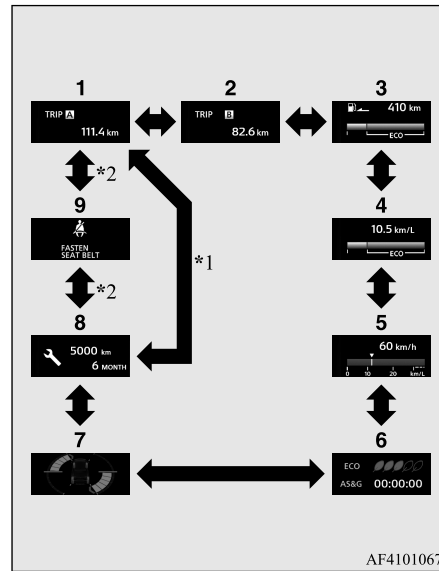 1
2
3
TRIP A
111.4 km
TRIP B
82.6 km
410 km
ECO
*2
9
4
FASTEN
SEAT BELT
10.5 km/L
ECO
*1
*2
8
5
5000 km
6 MONTH
60 km/h
0 10 20 km/L
7
6
ECO
AS&G 00:00:00
AF4101067